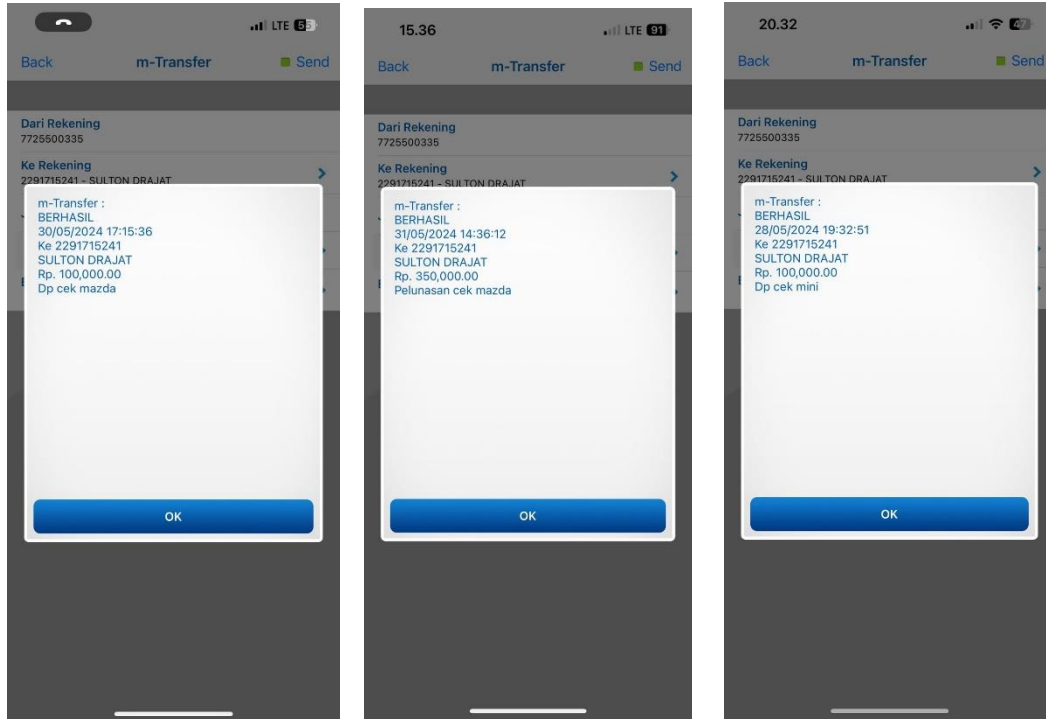 LTE 55
Back m-Transfer Send
Dari Rekening
7725500335
Ke Rekening
2291715241 - SULTON DRAJAT
m-Transfer :
BERHASIL
30/05/2024 17:15:36
Ke 2291715241
SULTON DRAJAT
Rp. 100,000.00
Dp cek mazda
OK
15.36 LTE 91
Back m-Transfer Send
Dari Rekening
7725500335
Ke Rekening
2291715241 - SULTON DRAJAT
m-Transfer :
BERHASIL
31/05/2024 14:36:12
Ke 2291715241
SULTON DRAJAT
Rp. 350,000.00
Pelunasan cek mazda
OK
20.32 47
Back m-Transfer Send
Dari Rekening
7725500335
Ke Rekening
2291715241 - SULTON DRAJAT
m-Transfer :
BERHASIL
28/05/2024 19:32:51
Ke 2291715241
SULTON DRAJAT
Rp. 100,000.00
Dp cek mini
OK